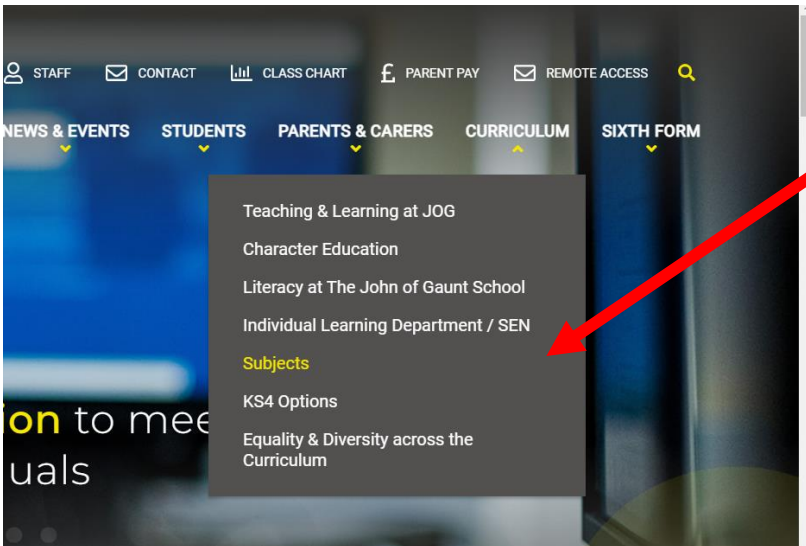 STAFF CONTACT CLASS CHART £ PARENT PAY REMOTE ACCESS
NEWS & EVENTS STUDENTS PARENTS & CARERS CURRICULUM SIXTH FORM
Teaching & Learning at JOG
Character Education
Literacy at The John of Gaunt School
Individual Learning Department / SEN
Subjects
KS4 Options
Equality & Diversity across the
Curriculum
ion to mee
uals